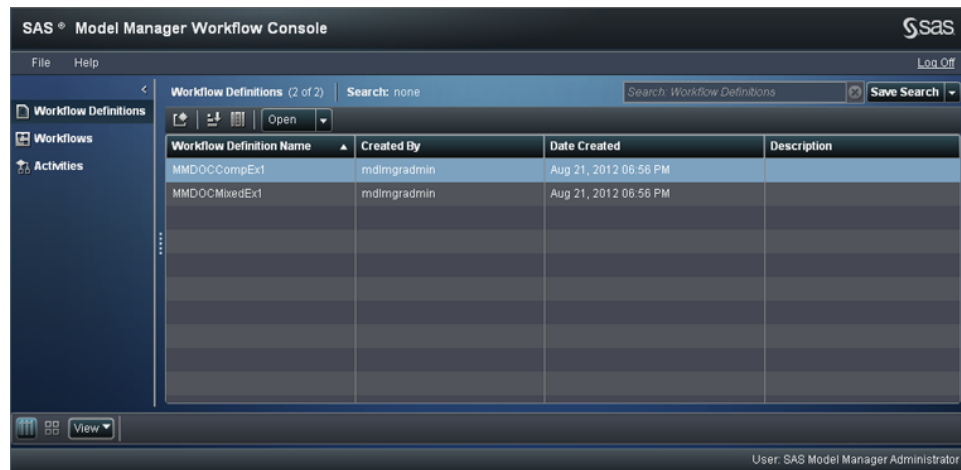 SAS ® Model Manager Workflow Console
sas
File Help Log Off
Workflow Definitions (2 of 2) Search: none Search: Workflow Definitions Save Search
Workflow Definitions
Open
Workflows
Workflow Definition Name Created By Date Created Description
Activities
MMDOCCompEx1 mdlmgradmin Aug 21, 2012 06:56 PM
MMDOCMixedEx1 mdlmgradmin Aug 21, 2012 06:56 PM
View
User: SAS Model Manager Administrator